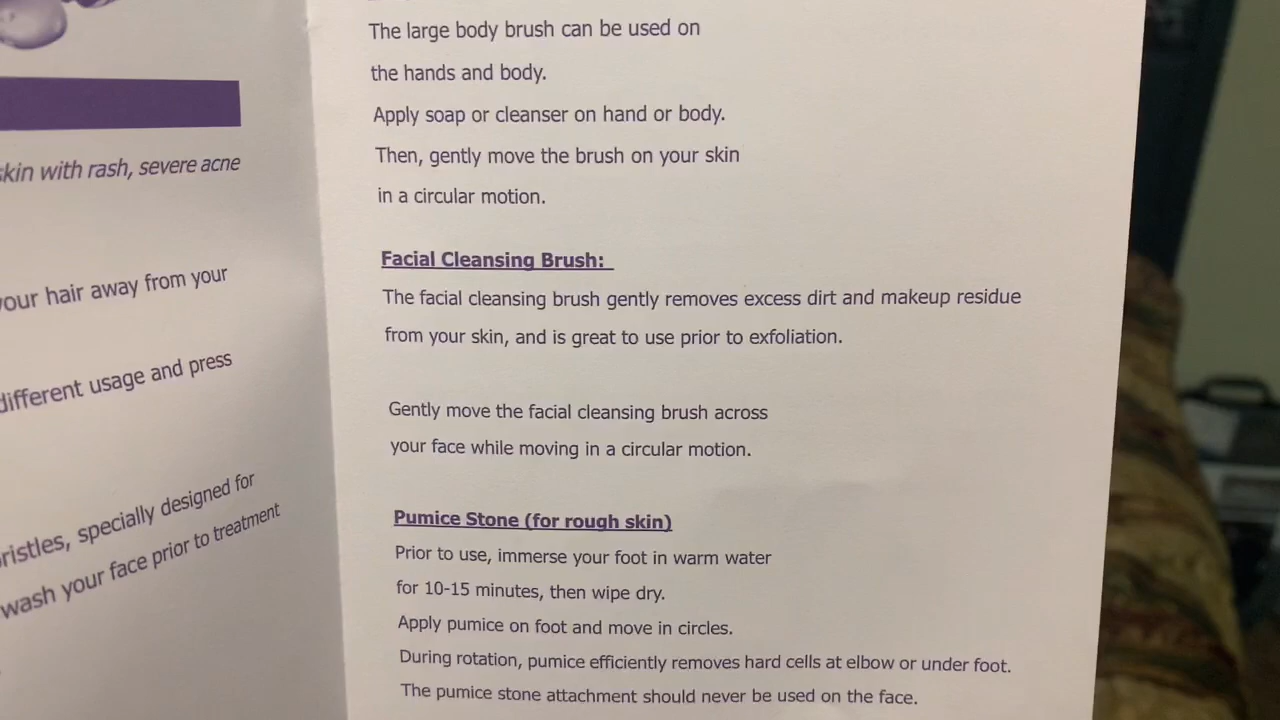 skin with rash, severe acne
your hair away from your
different usage and press
bristles, specially designed for
wash your face prior to treatment
The large body brush can be used on
the hands and body.
Apply soap or cleanser on hand or body.
Then, gently move the brush on your skin
in a circular motion.
Facial Cleansing Brush:
The facial cleansing brush gently removes excess dirt and makeup residue
from your skin, and is great to use prior to exfoliation.
Gently move the facial cleansing brush across
your face while moving in a circular motion.
Pumice Stone (for rough skin)
Prior to use, immerse your foot in warm water
for 10-15 minutes, then wipe dry.
Apply pumice on foot and move in circles.
During rotation, pumice efficiently removes hard cells at elbow or under foot.
The pumice stone attachment should never be used on the face.